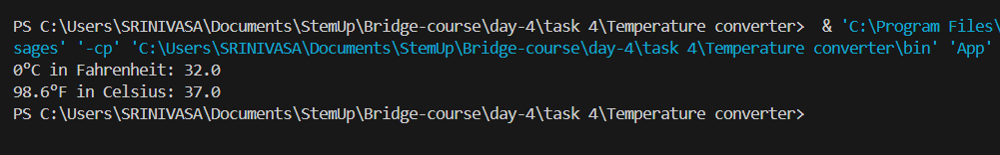 PS C:\Users\SRINIVASA\Documents\StemUp\Bridge-course\day-4\task 4\Temperature converter>  & 'C:\Program Files\
sages' '-cp' 'C:\Users\SRINIVASA\Documents\StemUp\Bridge-course\day-4\task 4\Temperature converter\bin' 'App'
0°C in Fahrenheit: 32.0
98.6°F in Celsius: 37.0
PS C:\Users\SRINIVASA\Documents\StemUp\Bridge-course\day-4\task 4\Temperature converter>